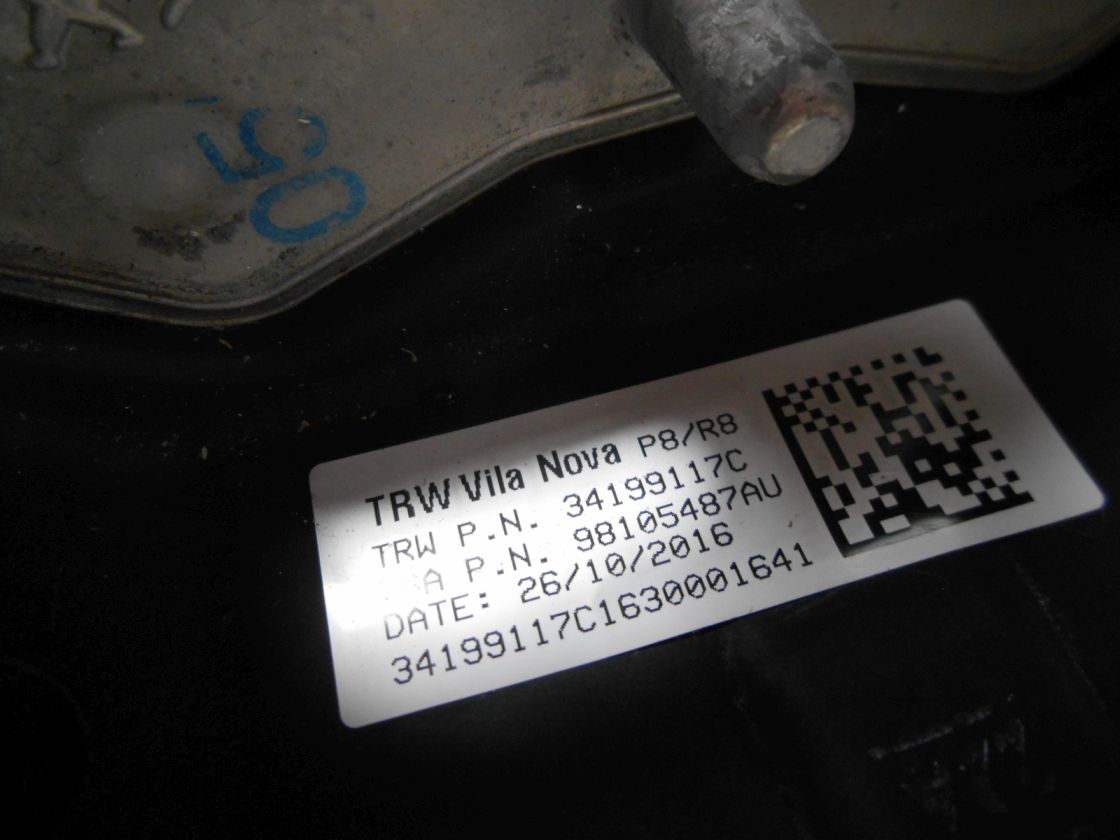 TRW Vila Nova P8/R8
TRW P.N. 34199117C
P.N. 98105487AU
DATE: 26/10/2016
34199117C1630001641